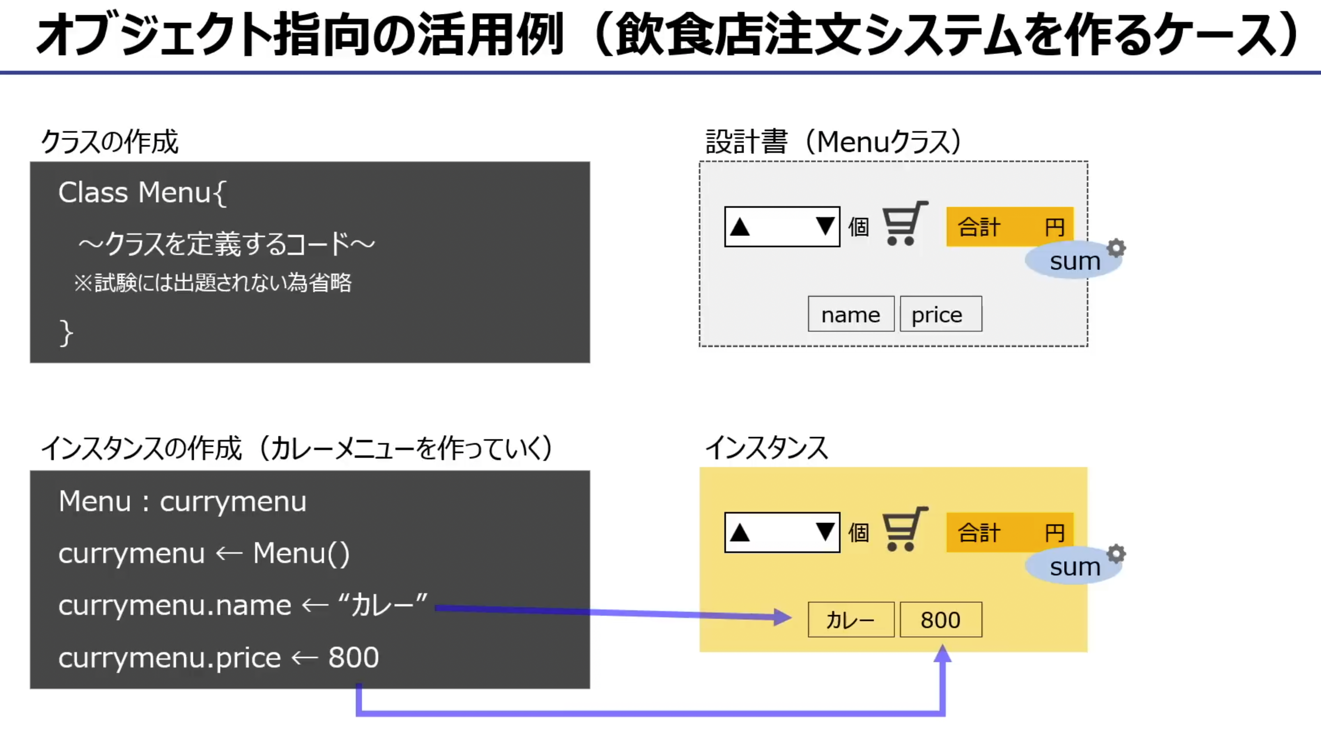 オブジェクト指向の活用例（飲食店注文システムを作るケース）
クラスの作成
Class Menu{
～クラスを定義するコード～
※試験には出題されない為省略
}
設計書（Menuクラス）
▲ ▼ 個 合計 円
sum
name price
インスタンスの作成（カレーメニューを作っていく）
Menu : currymenu
currymenu ← Menu()
currymenu.name ← “カレー”
currymenu.price ← 800
インスタンス
▲ ▼ 個 合計 円
sum
カレー 800